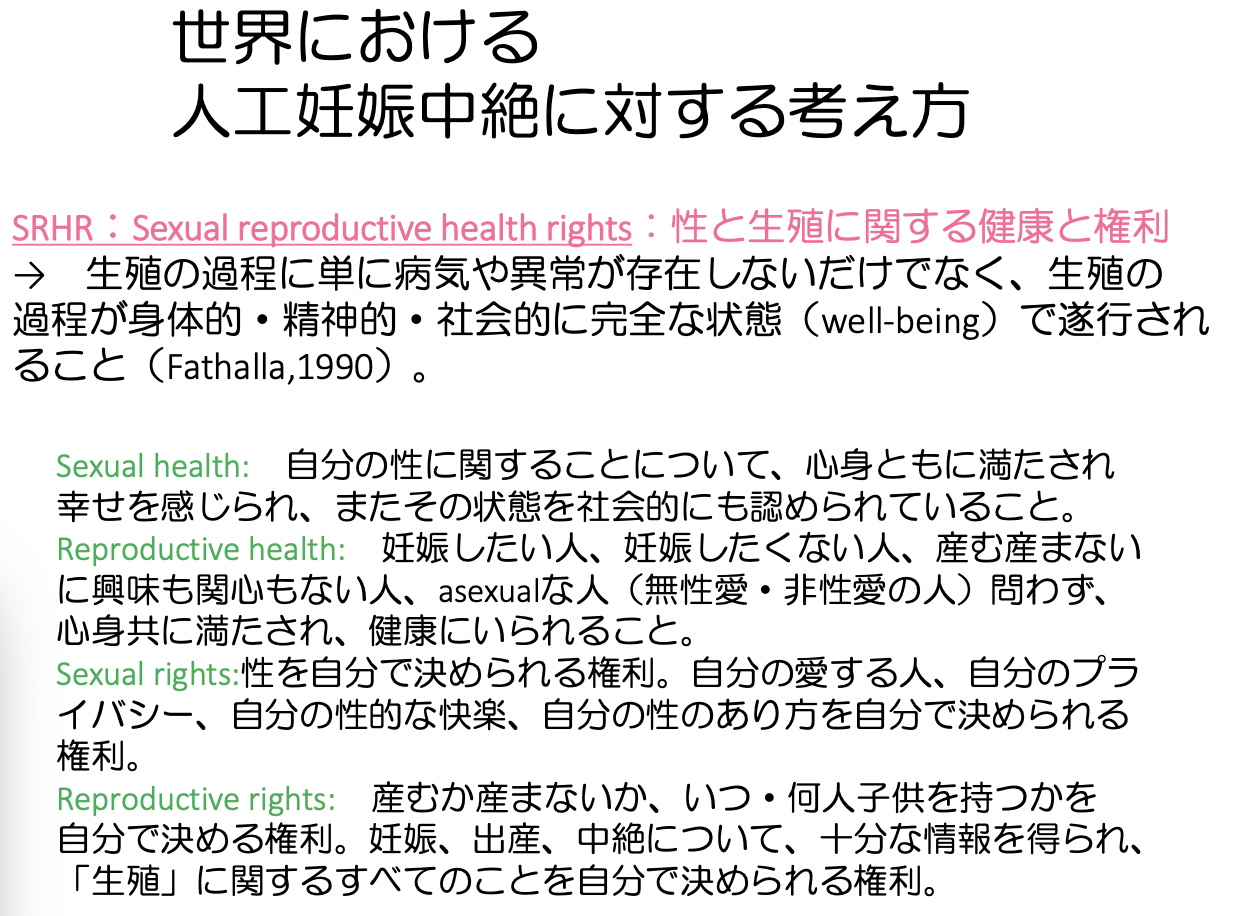 世界における
人工妊娠中絶に対する考え方
SRHR：Sexual reproductive health rights：性と生殖に関する健康と権利
→　生殖の過程に単に病気や異常が存在しないだけでなく、生殖の
過程が身体的・精神的・社会的に完全な状態（well-being）で遂行され
ること（Fathalla,1990）。
Sexual health:　自分の性に関することについて、心身ともに満たされ
幸せを感じられ、またその状態を社会的にも認められていること。
Reproductive health:　妊娠したい人、妊娠したくない人、産む産まない
に興味も関心もない人、asexualな人（無性愛・非性愛の人）問わず、
心身共に満たされ、健康にいられること。
Sexual rights:性を自分で決められる権利。自分の愛する人、自分のプラ
イバシー、自分の性的な快楽、自分の性のあり方を自分で決められる
権利。
Reproductive rights:　産むか産まないか、いつ・何人子供を持つかを
自分で決める権利。妊娠、出産、中絶について、十分な情報を得られ、
「生殖」に関するすべてのことを自分で決められる権利。